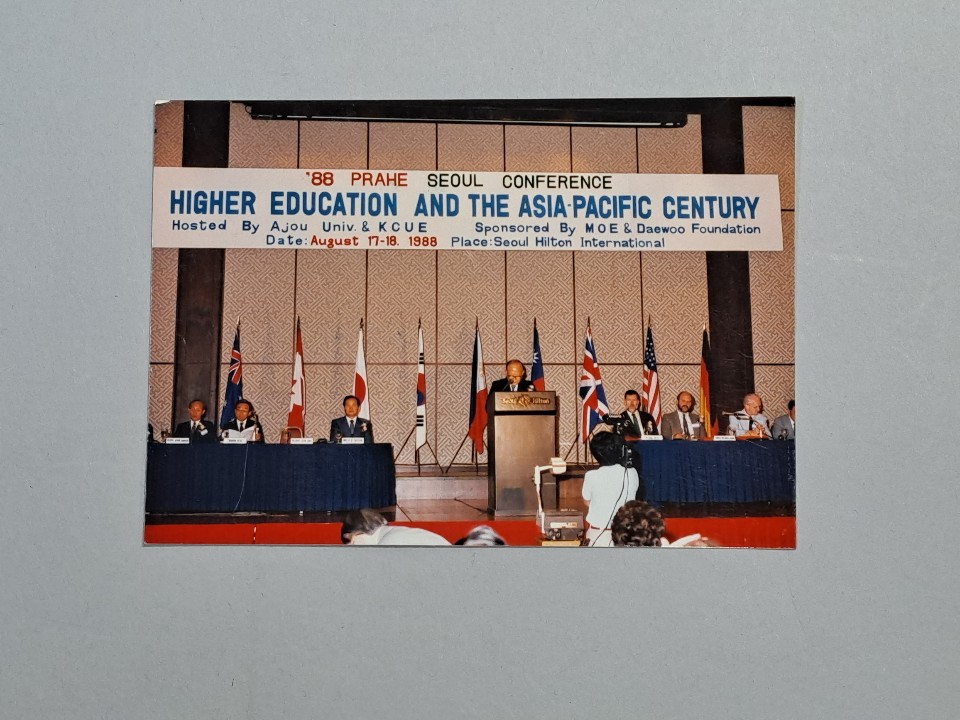 '88 PRAHE SEOUL CONFERENCE
HIGHER EDUCATION AND THE ASIA-PACIFIC CENTURY
Hosted By Ajou Univ. & KCUE Sponsored By MOE & Daewoo Foundation
Date: August 17-18. 1988 Place: Seoul Hilton International
Hilton